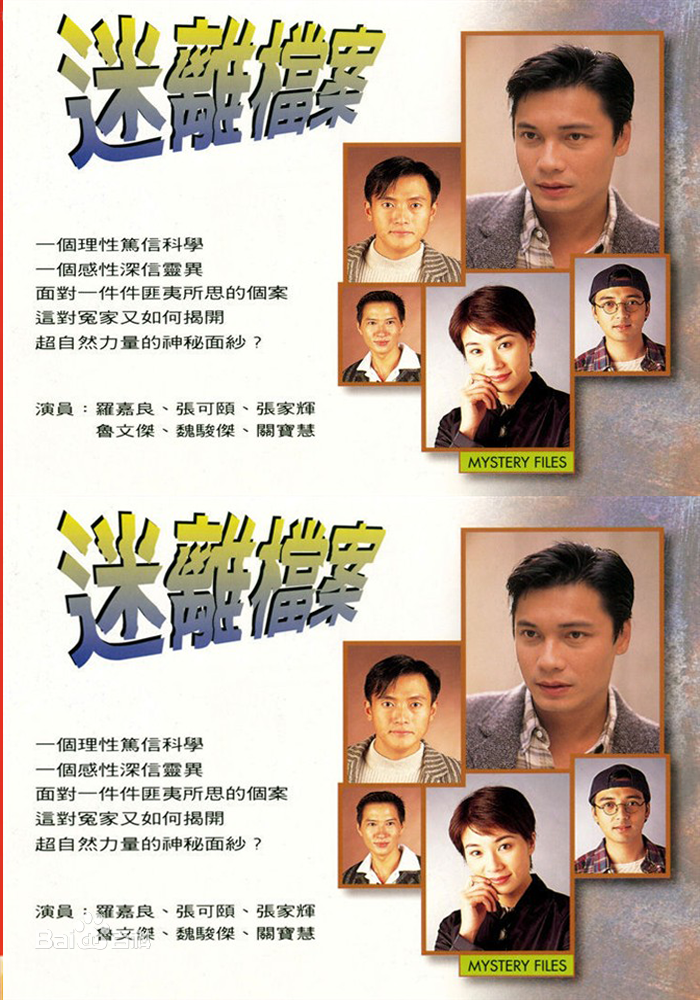 迷離檔案
一個理性篤信科學
一個感性深信靈異
面對一件件匪夷所思的個案
這對冤家又如何揭開
超自然力量的神秘面紗？
演員：羅嘉良、張可頤、張家輝
魯文傑、魏駿傑、關寶慧
MYSTERY FILES
迷離檔案
一個理性篤信科學
一個感性深信靈異
面對一件件匪夷所思的個案
這對冤家又如何揭開
超自然力量的神秘面紗？
演員：羅嘉良、張可頤、張家輝
魯文傑、魏駿傑、關寶慧
Bai百科
MYSTERY FILES